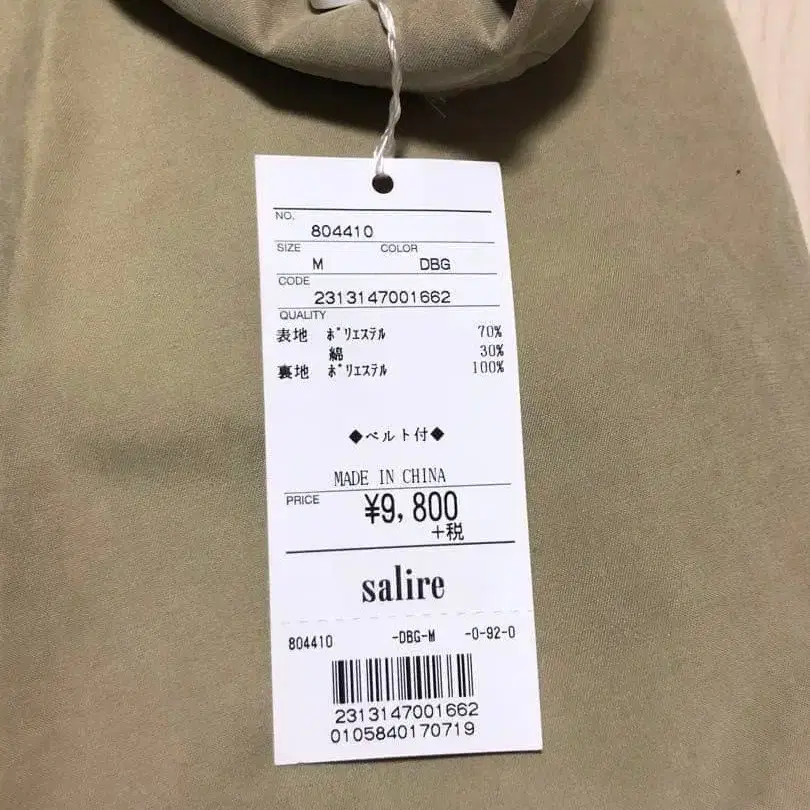 NO.
804410
SIZE COLOR
M DBG
CODE
2313147001662
QUALITY
表地 ポリエステル 70%
綿 30%
裏地 ポリエステル 100%
◆ベルト付◆
MADE IN CHINA
PRICE ¥9,800
+税
salire
804410 -DBG-M -0-92-0
2313147001662
0105840170719